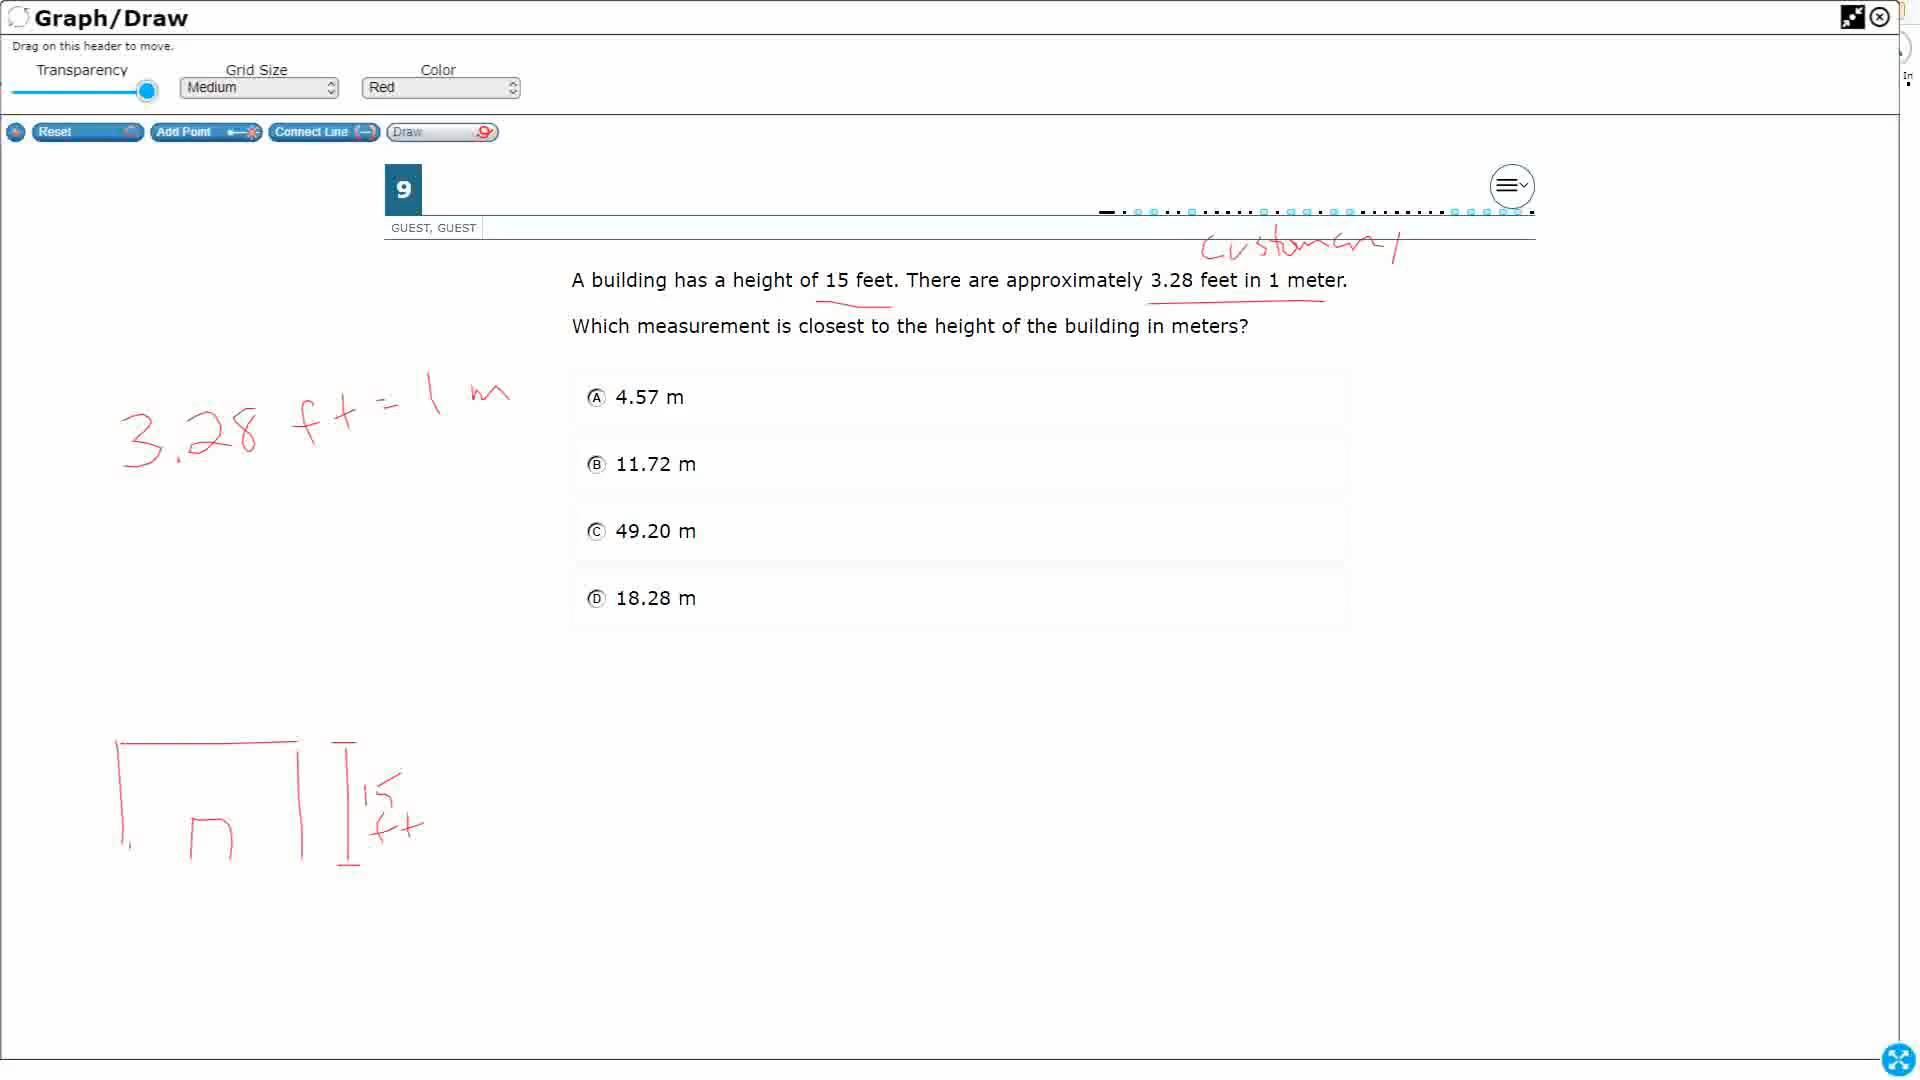 Graph/Draw
Drag on this header to move.
Transparency
Grid Size
Color
Medium
Red
Reset
Add Point
Connect Line
Draw
9
GUEST, GUEST
customary
A building has a height of 15 feet. There are approximately 3.28 feet in 1 meter.
Which measurement is closest to the height of the building in meters?
3.28 ft = 1 m
A 4.57 m
B 11.72 m
C 49.20 m
D 18.28 m
15
ft
In